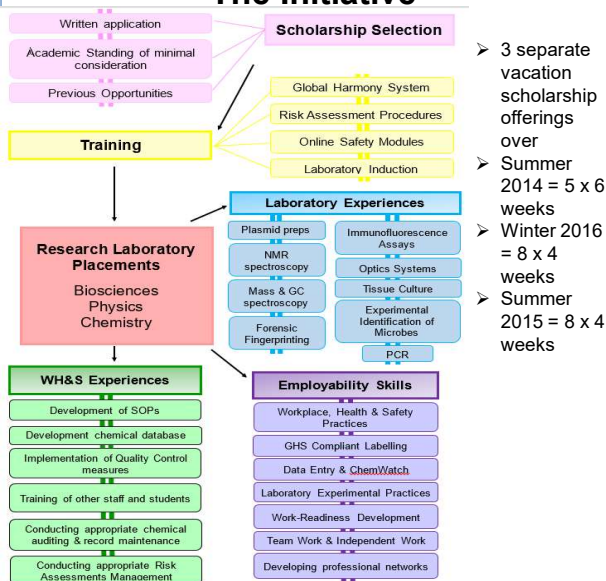 The Initiative
Written application
Scholarship Selection
Academic Standing of minimal
consideration
Previous Opportunities
Global Harmony System
Risk Assessment Procedures
Training
Online Safety Modules
Laboratory Induction
Laboratory Experiences
Plasmid preps
NMR
spectroscopy
Mass & GC
spectroscopy
Forensic
Fingerprinting
Immunofluorescence
Assays
Optics Systems
Tissue Culture
Experimental
Identification of
Microbes
PCR
Research Laboratory
Placements
Biosciences
Physics
Chemistry
WH&S Experiences
Development of SOPs
Development chemical database
Implementation of Quality Control
measures
Training of other staff and students
Conducting appropriate chemical
auditing & record maintenance
Conducting appropriate Risk
Assessments Management
Employability Skills
Workplace, Health & Safety
Practices
GHS Compliant Labelling
Data Entry & ChemWatch
Laboratory Experimental Practices
Work-Readiness Development
Team Work & Independent Work
Developing professional networks
➢ 3 separate
vacation
scholarship
offerings
over
➢ Summer
2014 = 5 x 6
weeks
➢ Winter 2016
= 8 x 4
weeks
➢ Summer
2015 = 8 x 4
weeks